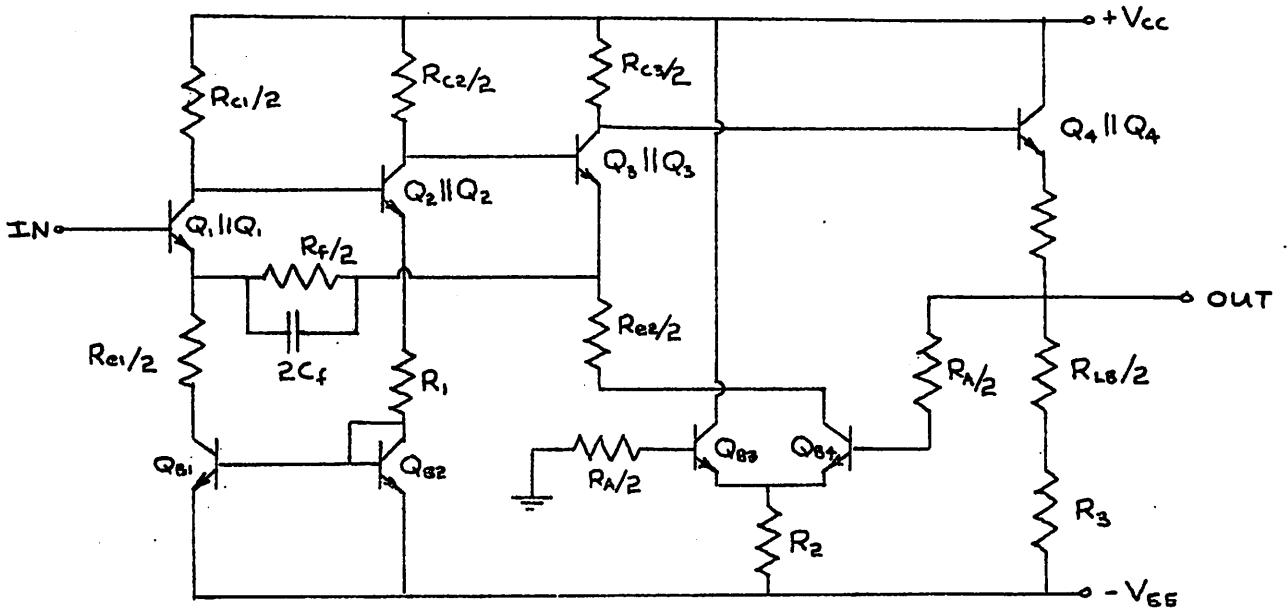 +Vcc
Rc1/2
Rc2/2
Rc3/2
Q4||Q4
Q3||Q3
Q2||Q2
IN
Q1||Q1
Rf/2
OUT
Re1/2
2Cf
R1
Re2/2
RA/2
RLB/2
QB1
QB2
RA/2
QB3
QB4
R2
R3
-VEE